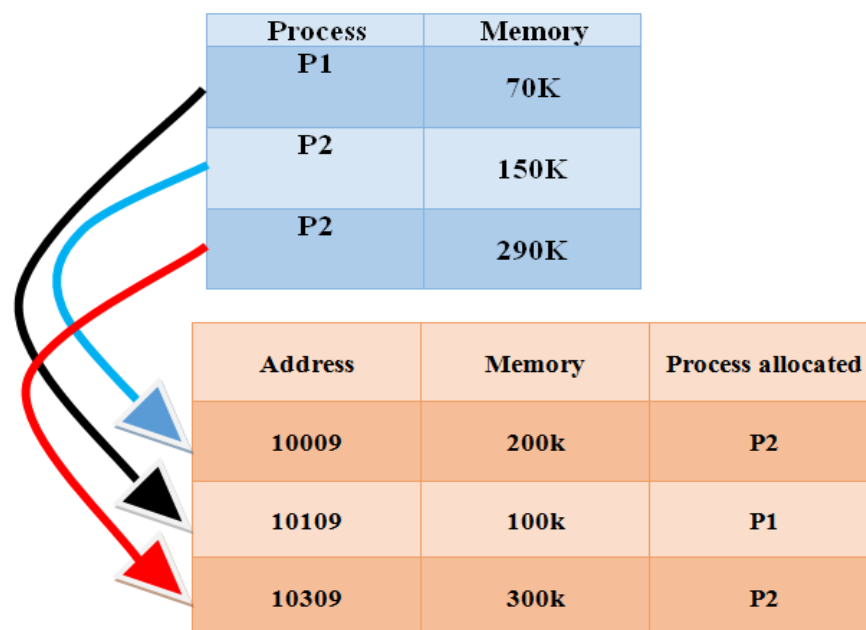 Process Memory
P1 70K
P2 150K
P2 290K
Address Memory Process allocated
10009 200k P2
10109 100k P1
10309 300k P2